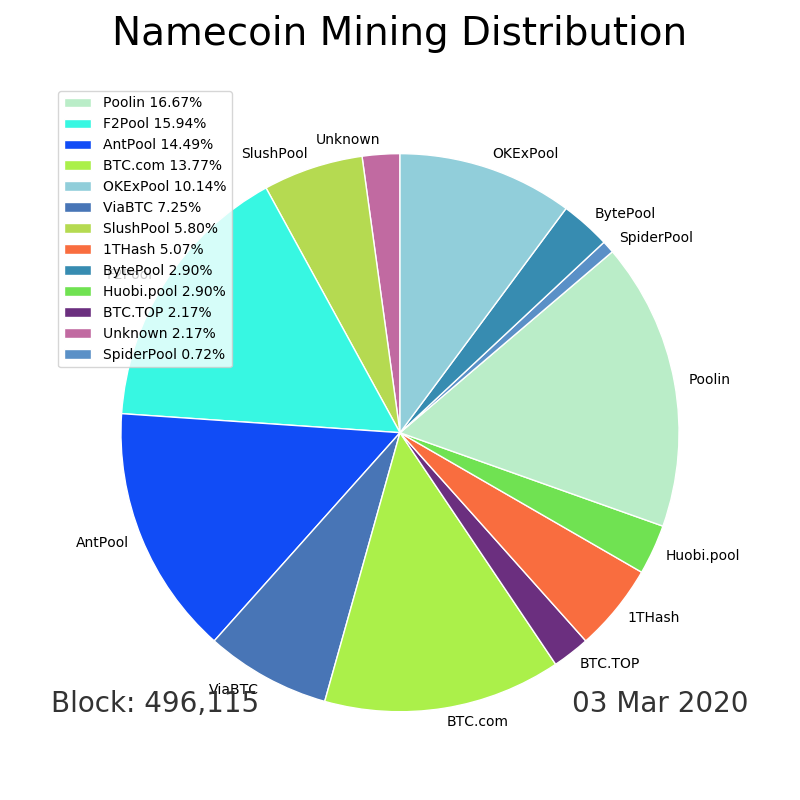 Namecoin Mining Distribution
Poolin 16.67%
F2Pool 15.94%
AntPool 14.49%
BTC.com 13.77%
OKExPool 10.14%
ViaBTC 7.25%
SlushPool 5.80%
1THash 5.07%
BytePool 2.90%
Huobi.pool 2.90%
BTC.TOP 2.17%
Unknown 2.17%
SpiderPool 0.72%
Unknown
SlushPool
OKExPool
BytePool
SpiderPool
F2Pool
Poolin
AntPool
Huobi.pool
1THash
BTC.TOP
ViaBTC
BTC.com
Block: 496,115
03 Mar 2020